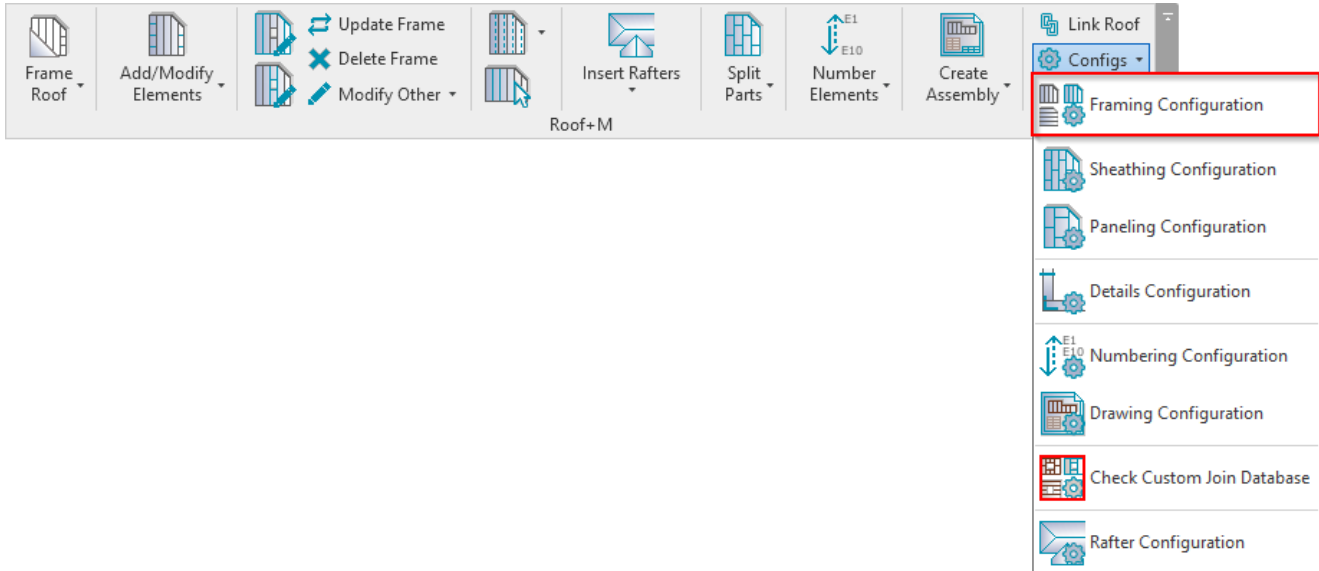 Frame
Roof
Add/Modify
Elements
Update Frame
Delete Frame
Modify Other
Insert Rafters
Split
Parts
E1
E10
Number
Elements
Create
Assembly
Link Roof
Configs
Roof+M
Framing Configuration
Sheathing Configuration
Paneling Configuration
Details Configuration
E1
E10
Numbering Configuration
Drawing Configuration
Check Custom Join Database
Rafter Configuration